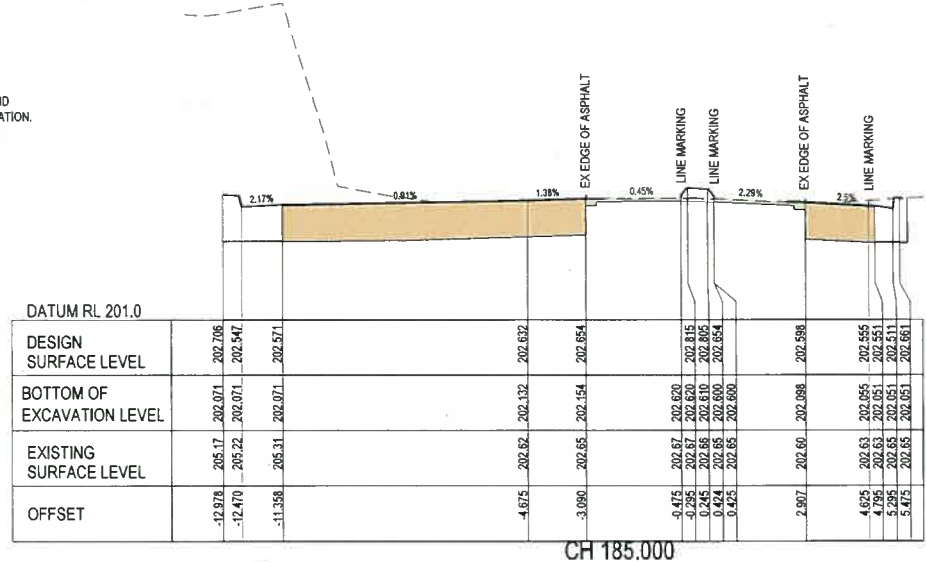 ID
ATION.
EX EDGE OF ASPHALT
LINE MARKING
LINE MARKING
EX EDGE OF ASPHALT
LINE MARKING
2.17% 1.38% 0.45% 2.29%
DATUM RL 201.0
DESIGN
SURFACE LEVEL
202.706 202.547 202.571 202.632 202.654 202.815 202.805 202.654 202.598 202.555 202.551 202.511 202.661
BOTTOM OF
EXCAVATION LEVEL
202.071 202.071 202.071 202.132 202.154 202.620 202.620 202.610 202.600 202.600 202.098 202.055 202.051 202.051 202.051
EXISTING
SURFACE LEVEL
205.17 205.22 205.31 202.62 202.65 202.67 202.67 202.66 202.65 202.65 202.60 202.63 202.63 202.65 202.65
OFFSET
-12.978 -12.470 -11.358 -4.675 -3.090 -0.475 -0.295 0.245 0.424 0.425 2.907 4.625 4.795 5.295 5.475
CH 185.000